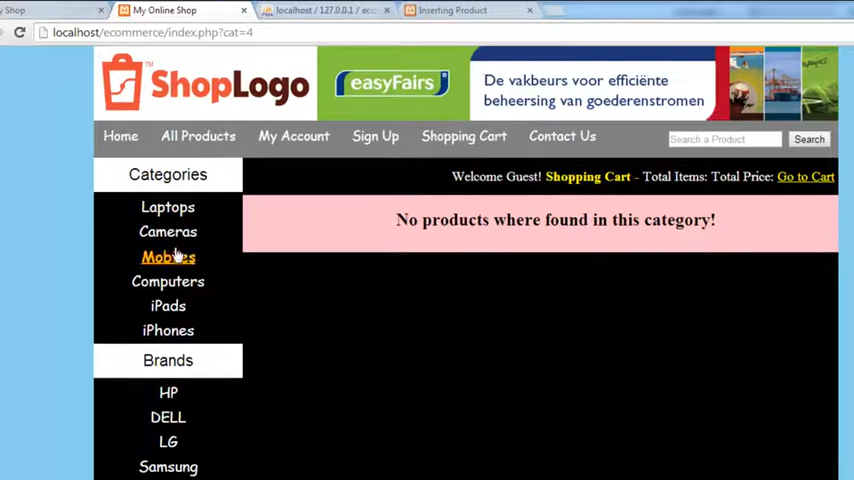 y Shop
My Online Shop
localhost / 127.0.0.1 / ec
Inserting Product
localhost/ecommerce/index.php?cat=4
ShopLogo™
easyFairs
De vakbeurs voor efficiënte
beheersing van goederenstromen
Home All Products My Account Sign Up Shopping Cart Contact Us Search a Product Search
Categories
Welcome Guest! Shopping Cart - Total Items: Total Price: Go to Cart
Laptops
No products where found in this category!
Cameras
Mobiles
Computers
iPads
iPhones
Brands
HP
DELL
LG
Samsung